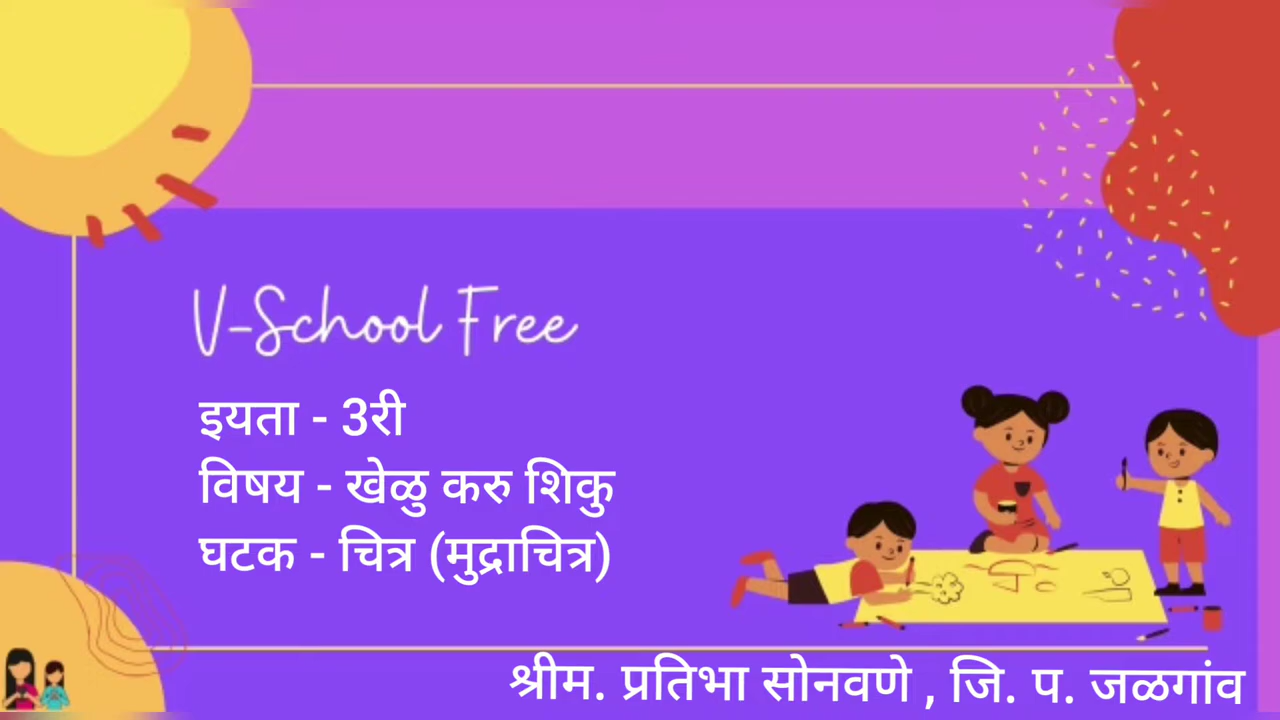 V-School Free
इयता - 3री
विषय - खेळु करु शिकु
घटक - चित्र (मुद्राचित्र)
श्रीम. प्रतिभा सोनवणे , जि. प. जळगांव